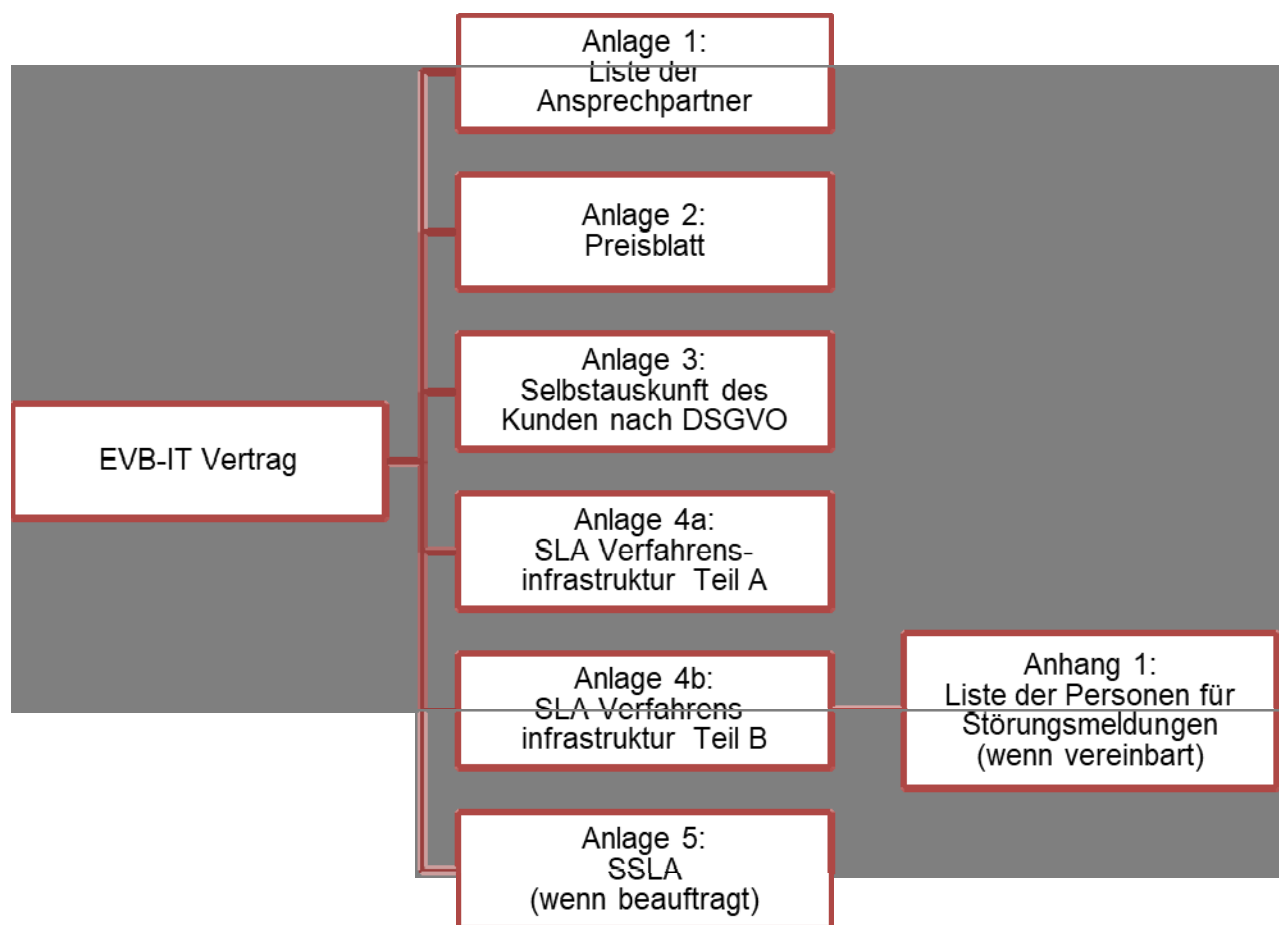 Anlage 1:
Liste der
Ansprechpartner
Anlage 2:
Preisblatt
Anlage 3:
Selbstauskunft des
Kunden nach DSGVO
EVB-IT Vertrag
Anlage 4a:
SLA Verfahrens-
infrastruktur Teil A
Anlage 4b:
SLA Verfahrens-
infrastruktur Teil B
Anhang 1:
Liste der Personen für
Störungsmeldungen
(wenn vereinbart)
Anlage 5:
SSLA
(wenn beauftragt)